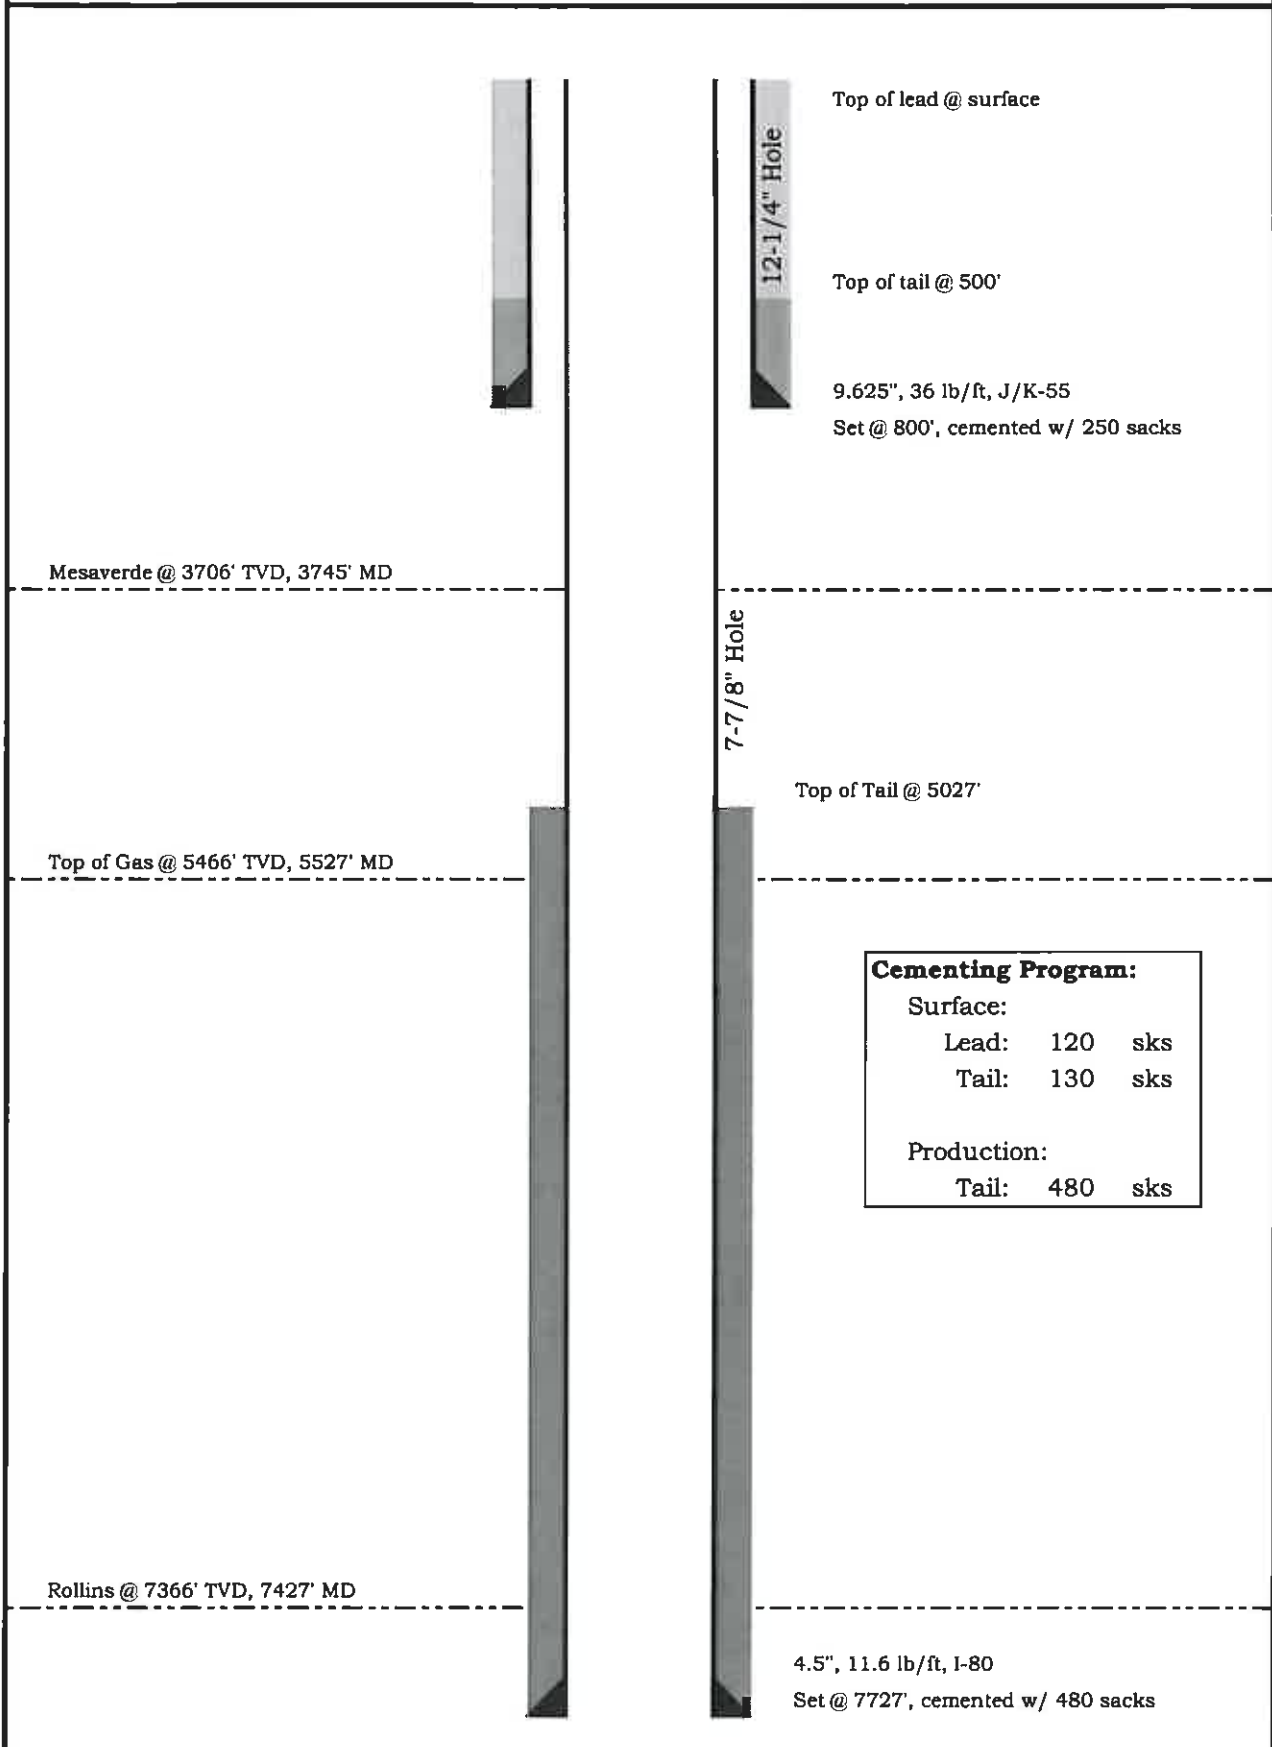 Top of lead @ surface
12-1/4" Hole
Top of tail @ 500'
9.625", 36 lb/ft, J/K-55
Set @ 800', cemented w/ 250 sacks
Mesaverde @ 3706' TVD, 3745' MD
7-7/8" Hole
Top of Tail @ 5027'
Top of Gas @ 5466' TVD, 5527' MD
Cementing Program:
Surface:
Lead: 120 sks
Tail: 130 sks
Production:
Tail: 480 sks
Rollins @ 7366' TVD, 7427' MD
4.5", 11.6 lb/ft, I-80
Set @ 7727', cemented w/ 480 sacks